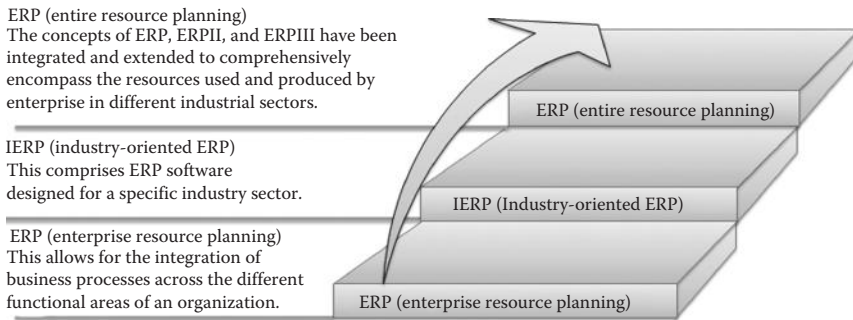 ERP (entire resource planning)
The concepts of ERP, ERPII, and ERPIII have been
integrated and extended to comprehensively
encompass the resources used and produced by
enterprise in different industrial sectors.
ERP (entire resource planning)
IERP (industry-oriented ERP)
This comprises ERP software
designed for a specific industry sector.
IERP (Industry-oriented ERP)
ERP (enterprise resource planning)
This allows for the integration of
business processes across the different
functional areas of an organization.
ERP (enterprise resource planning)